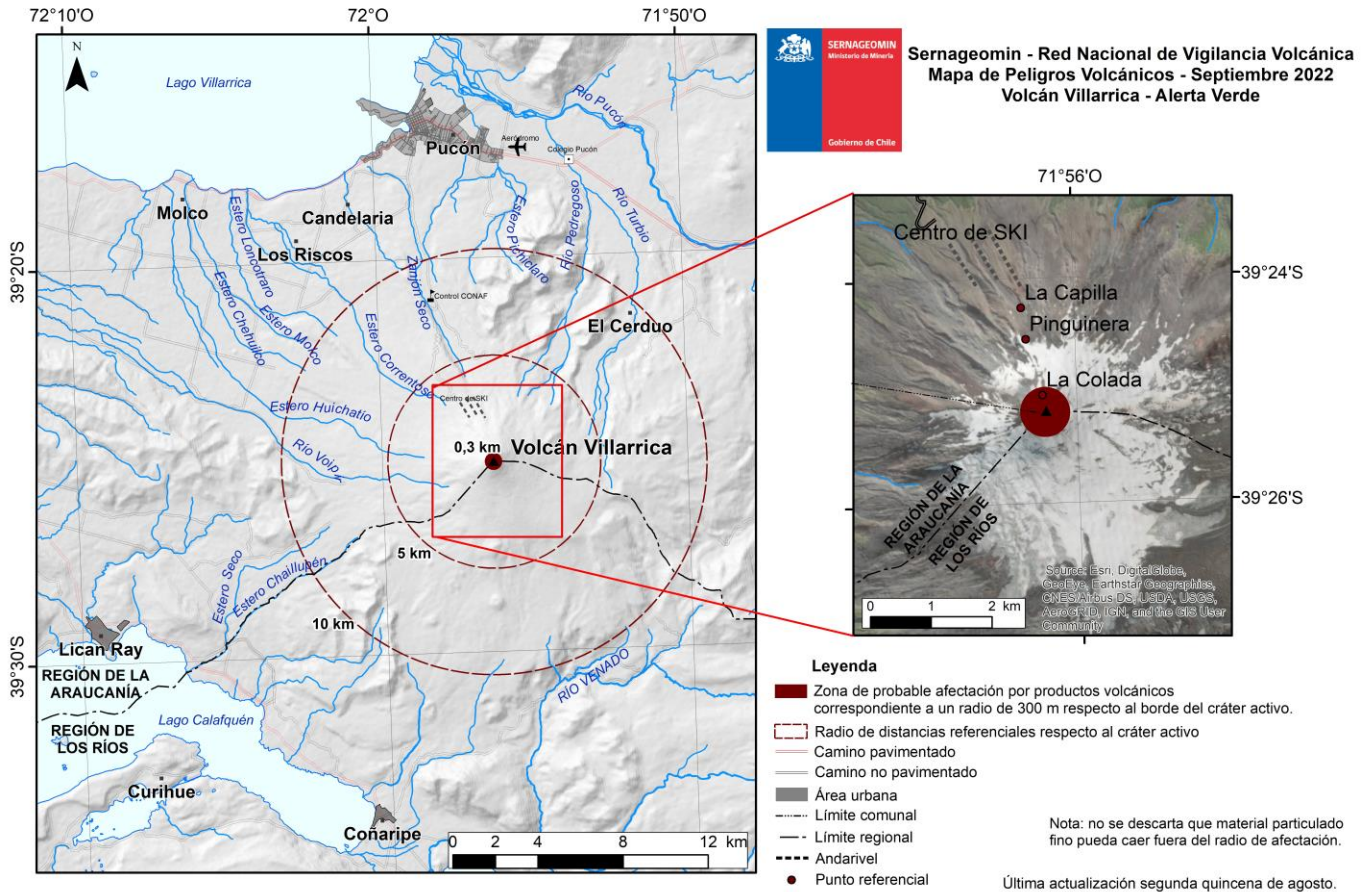 72°10'O
72°O
71°50'O
39°20'S
39°30'S
N
Lago Villarrica
Río Pucón
Aeródromo
Pucón
Colegio Pucón
Molco
Candelaria
Los Riscos
Estero Loncotraro
Estero Pichiclaro
Río Pedregoso
Río Turbio
Zanjón Seco
Control CONAF
El Cerduo
Estero Chehuilco
Estero Molco
Estero Correntoso
Centro de SKI
Estero Huichatio
Río Voipir
0,3 km
Volcán Villarrica
5 km
10 km
Estero Seco
Estero Chaillupén
Lican Ray
REGIÓN DE LA
ARAUCANÍA
REGIÓN DE
LOS RÍOS
Lago Calafquén
RÍO VENADO
Curihue
Coñaripe
0 2 4 8 12 km
SERNAGEOMIN
Ministerio de Minería
Gobierno de Chile
Sernageomin - Red Nacional de Vigilancia Volcánica
Mapa de Peligros Volcánicos - Septiembre 2022
Volcán Villarrica - Alerta Verde
71°56'O
39°24'S
39°26'S
Centro de SKI
La Capilla
Pinguinera
La Colada
REGIÓN DE LA
ARAUCANÍA
REGIÓN DE
LOS RÍOS
Source: Esri, DigitalGlobe,
GeoEye, Earthstar Geographics,
CNES/Airbus DS, USDA, USGS,
AeroGRID, IGN, and the GIS User
Community
0 1 2 km
Leyenda
Zona de probable afectación por productos volcánicos
correspondiente a un radio de 300 m respecto al borde del cráter activo.
Radio de distancias referenciales respecto al cráter activo
Camino pavimentado
Camino no pavimentado
Área urbana
Límite comunal
Límite regional
Andarivel
Punto referencial
Nota: no se descarta que material particulado
fino pueda caer fuera del radio de afectación.
Última actualización segunda quincena de agosto.